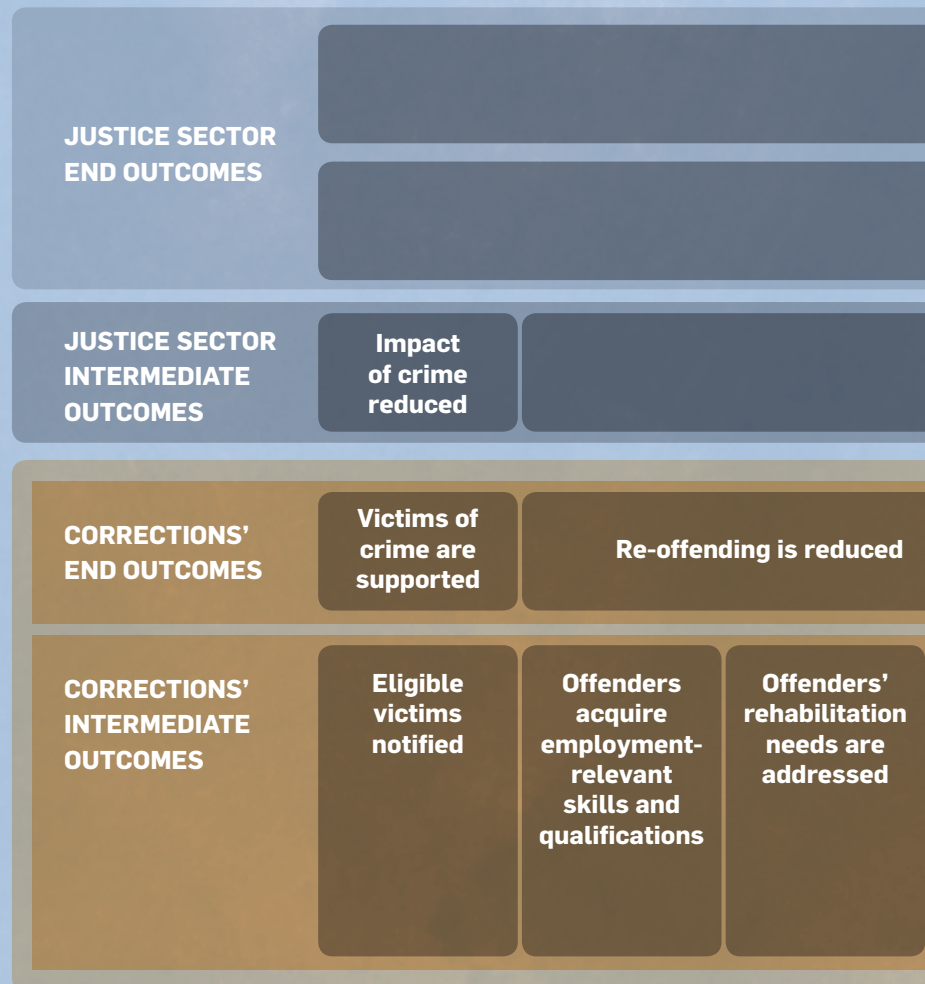 JUSTICE SECTOR
END OUTCOMES
JUSTICE SECTOR
INTERMEDIATE
OUTCOMES
Impact
of crime
reduced
CORRECTIONS’
END OUTCOMES
Victims of
crime are
supported
Re-offending is reduced
CORRECTIONS’
INTERMEDIATE
OUTCOMES
Eligible
victims
notified
Offenders
acquire
employment-
relevant
skills and
qualifications
Offenders’
rehabilitation
needs are
addressed